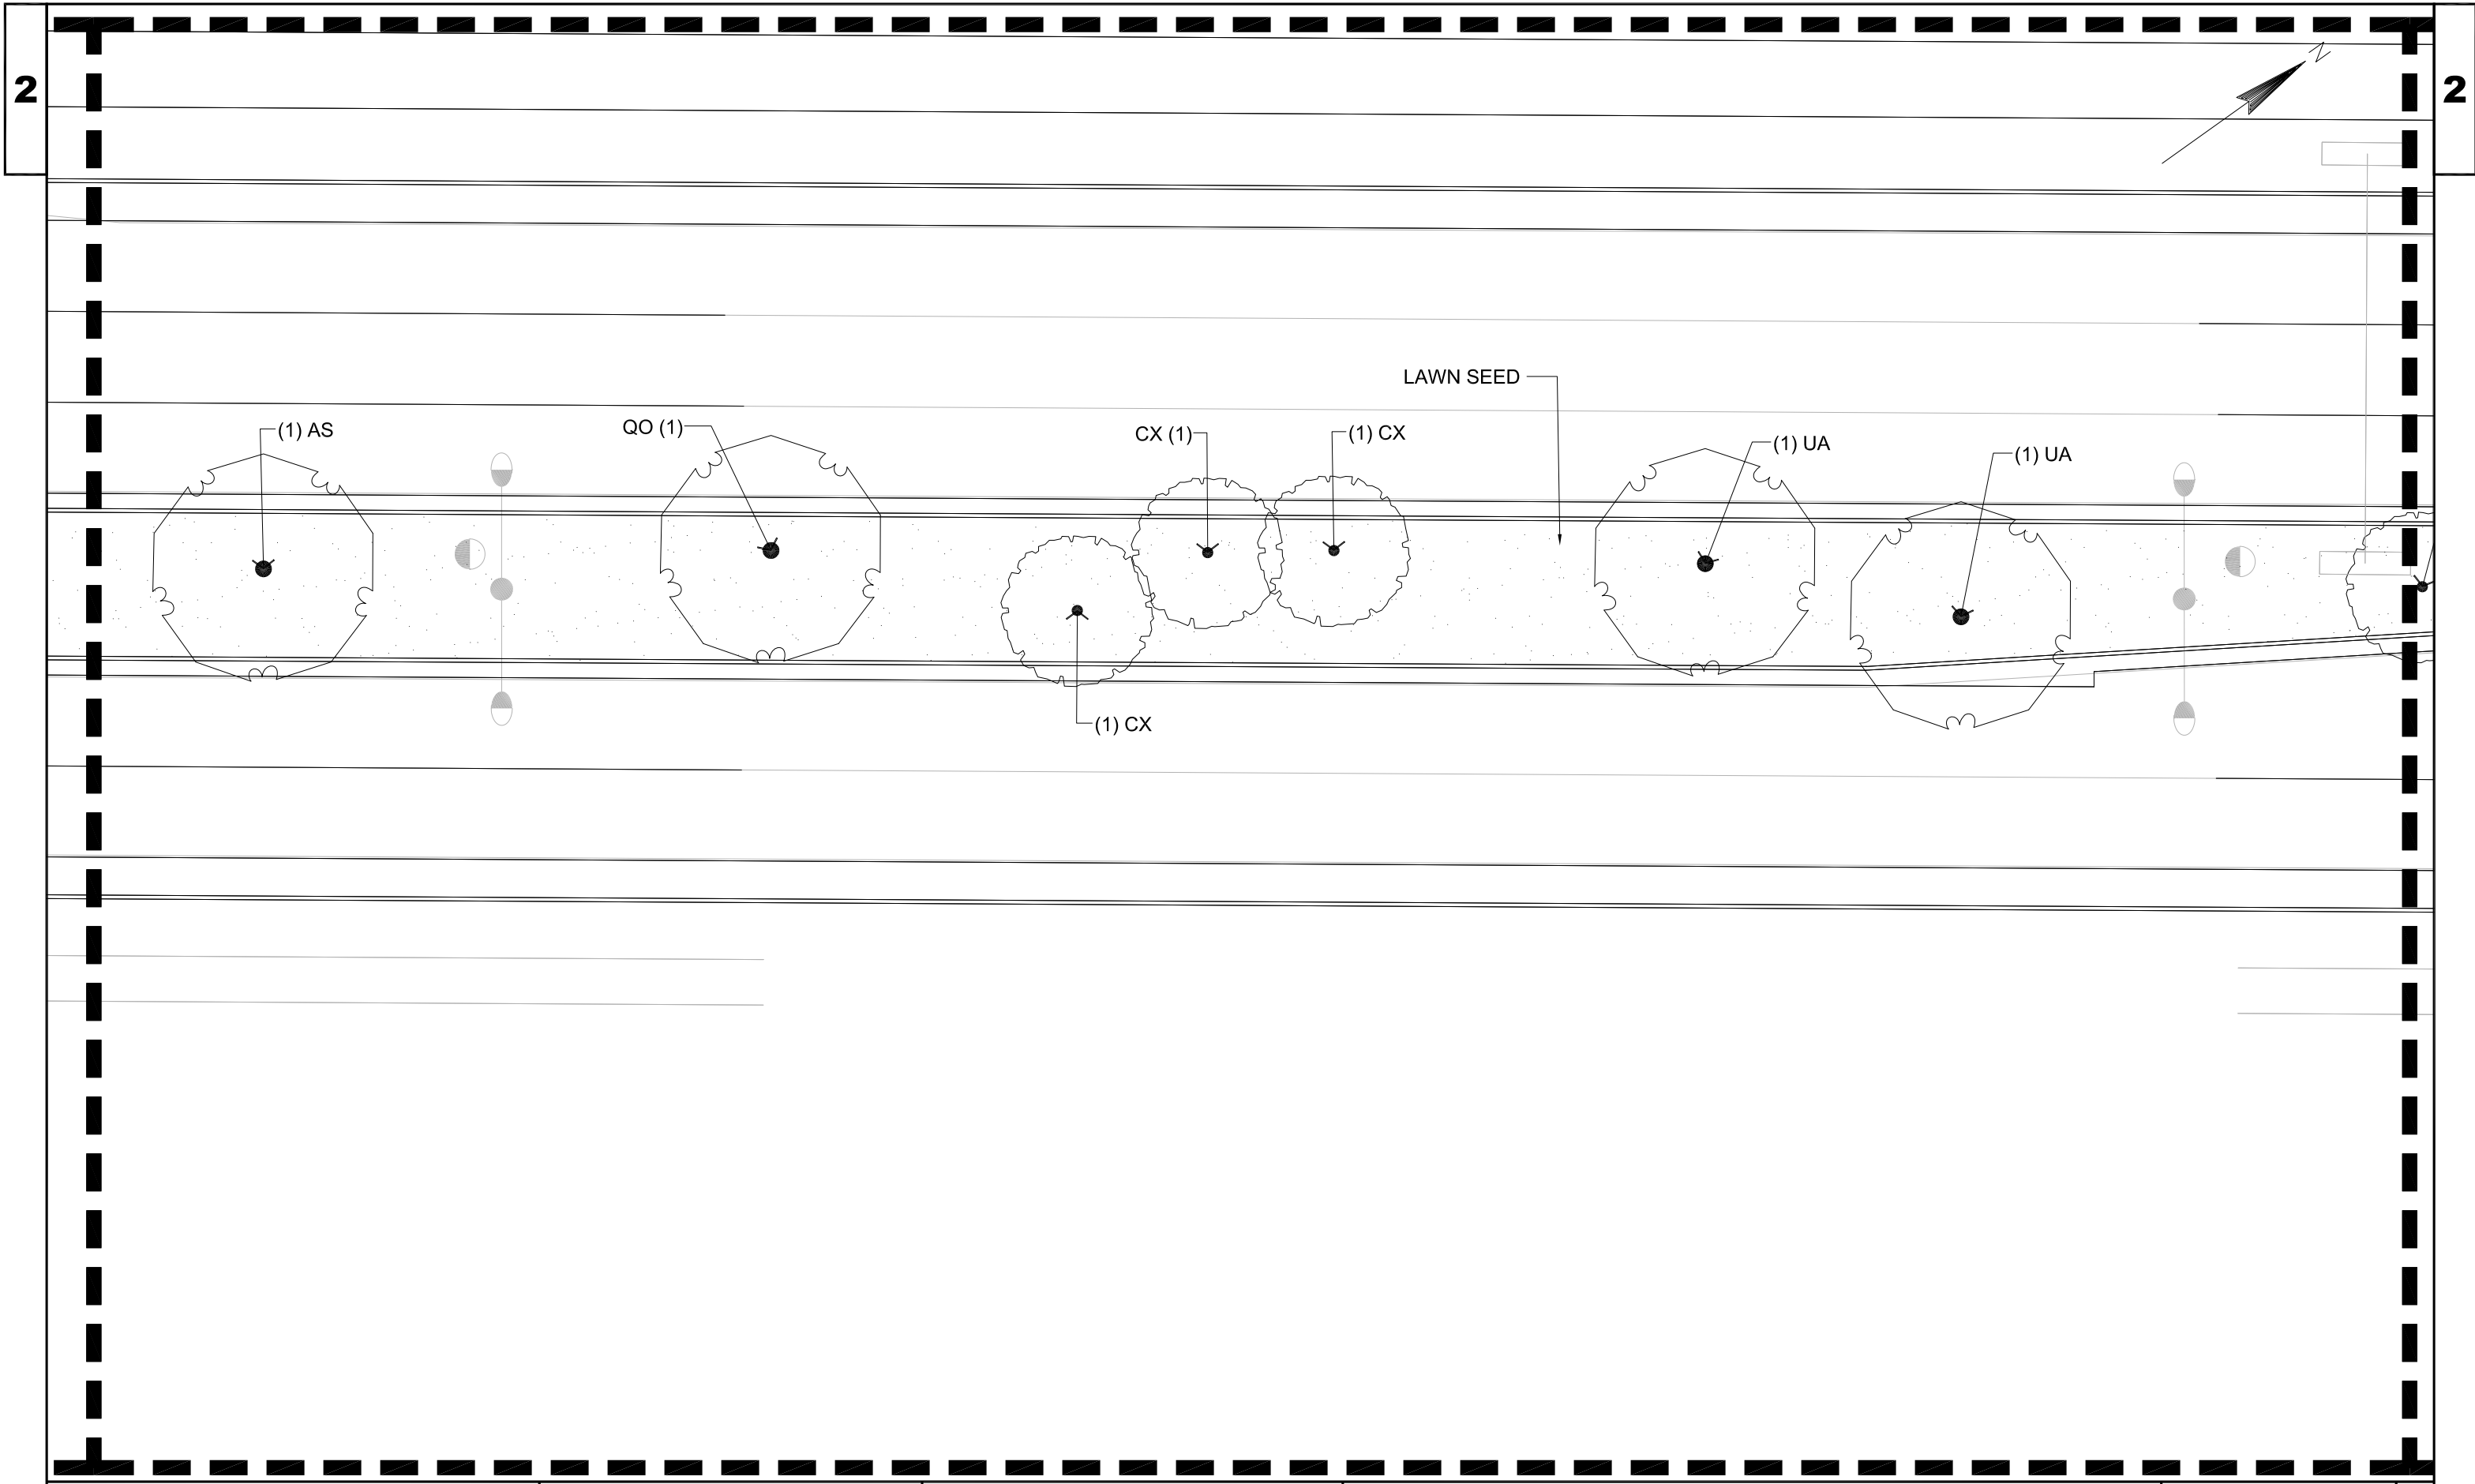 2
2
N
LAWN SEED
(1) AS
QO (1)
CX (1)
(1) CX
(1) UA
(1) UA
(1) CX